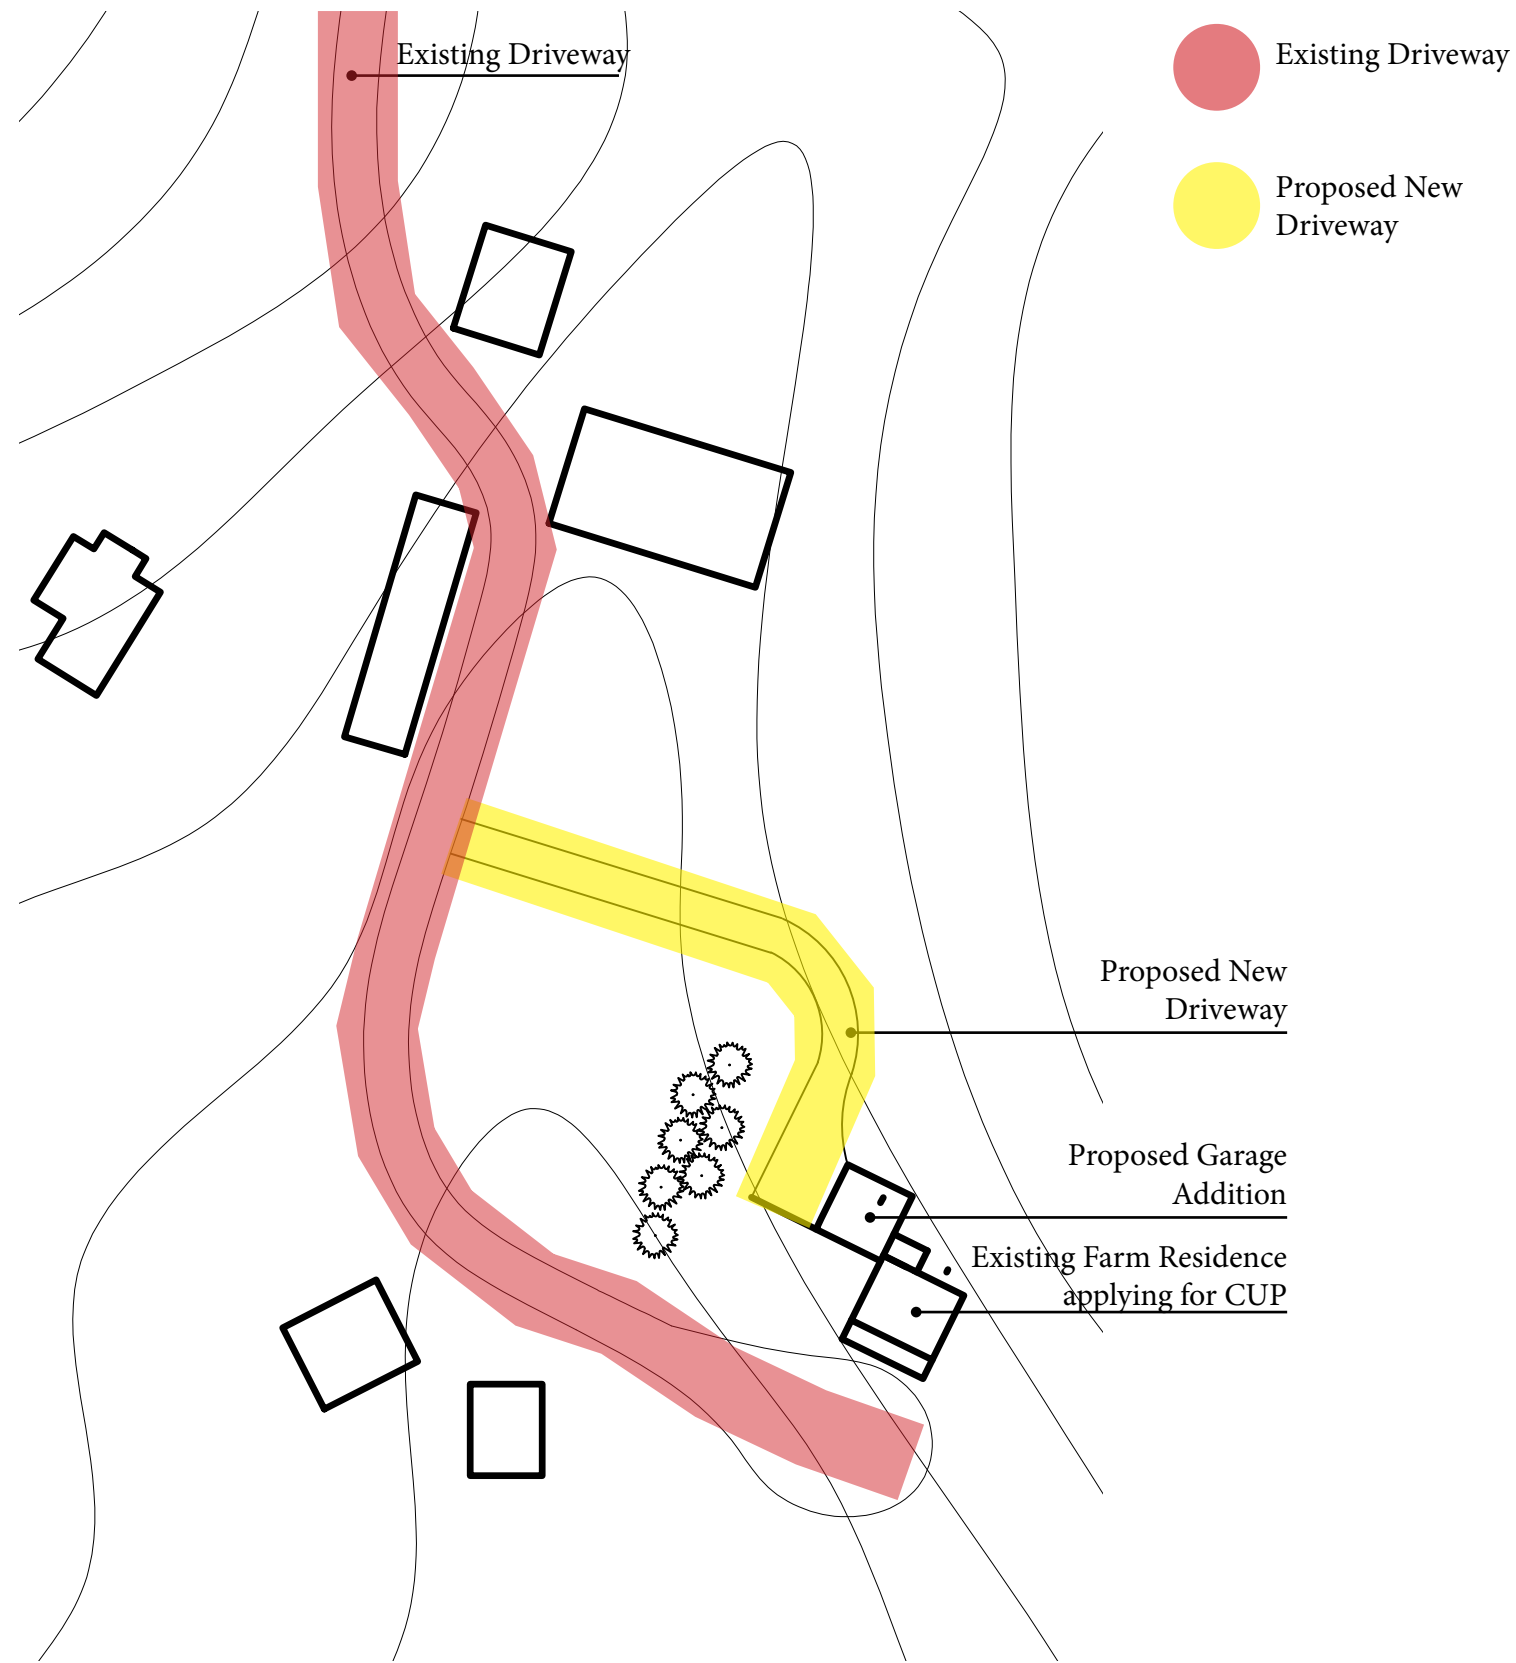 Existing Driveway
Existing Driveway
Proposed New
Driveway
Proposed New
Driveway
Proposed Garage
Addition
Existing Farm Residence
applying for CUP